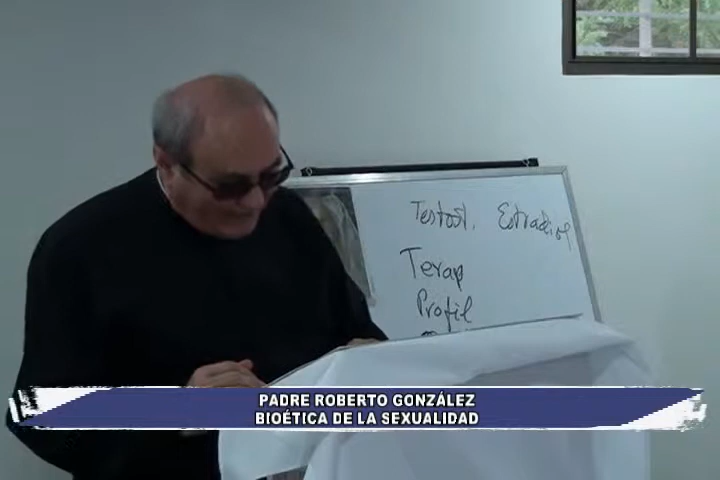 Testost. Estradiol
Terap
Profil
PADRE ROBERTO GONZÁLEZ
BIOÉTICA DE LA SEXUALIDAD